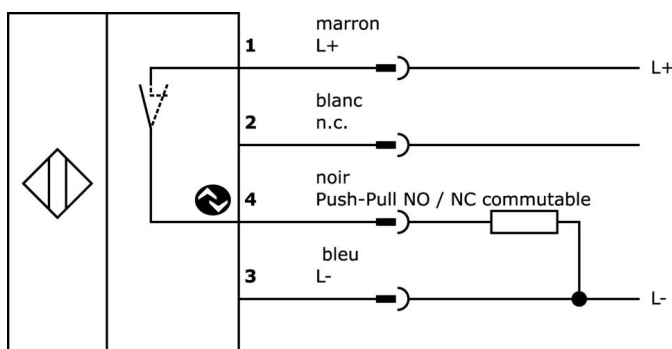 marron
1 L+
L+
blanc
2 n.c.
noir
4 Push-Pull NO / NC commutable
bleu
3 L-
L-